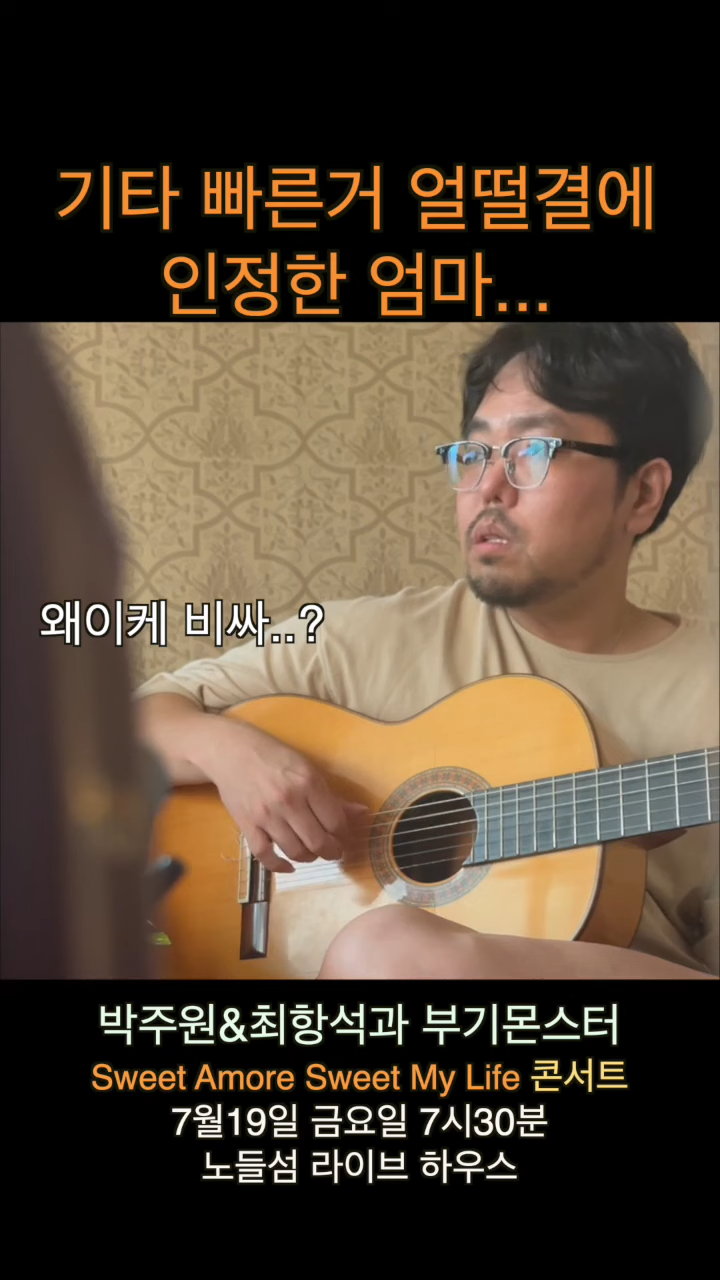 기타 빠른거 얼떨결에
인정한 엄마...
왜이케 비싸..?
박주원&최항석과 부기몬스터
Sweet Amore Sweet My Life 콘서트
7월19일 금요일 7시30분
노들섬 라이브 하우스